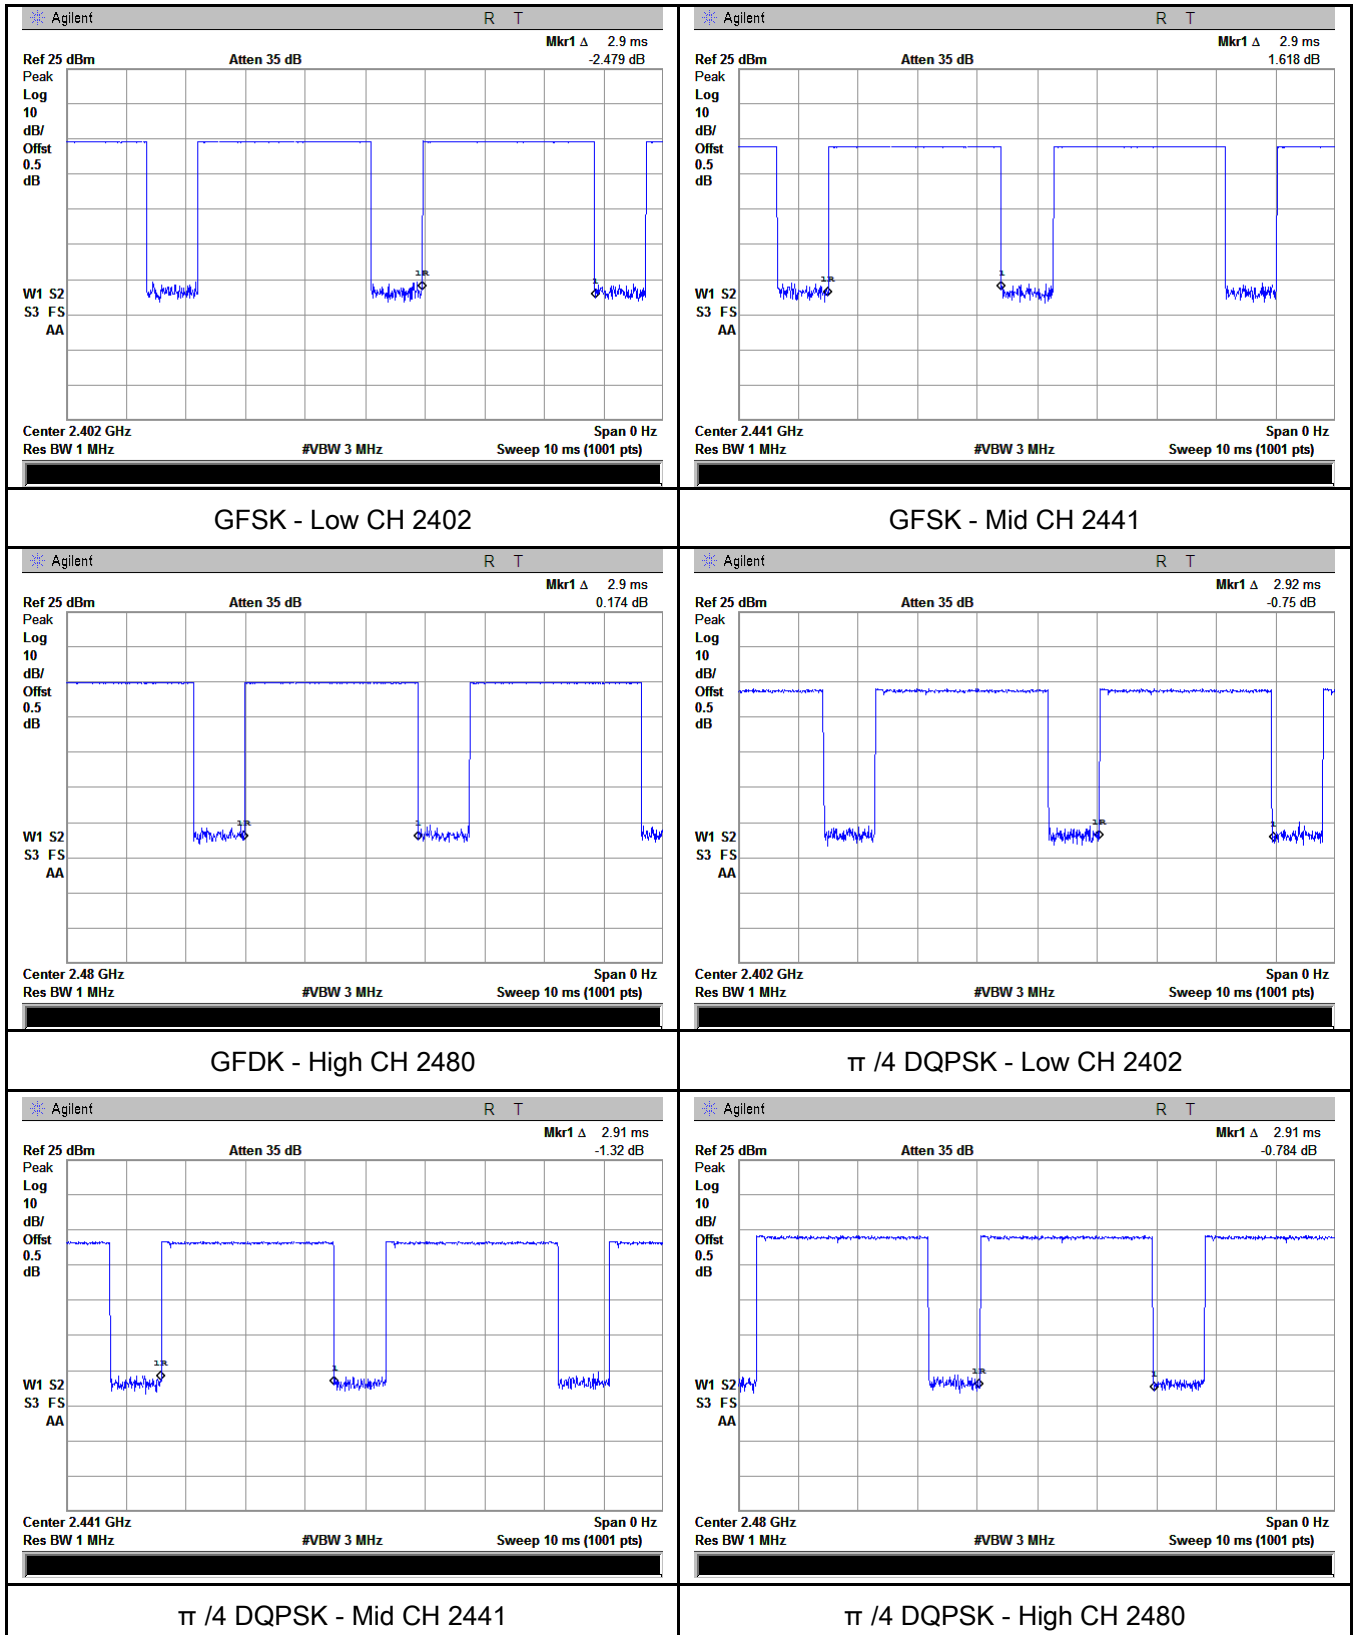 Agilent R T
Mkr1 Δ 2.9 ms
Ref 25 dBm Atten 35 dB -2.479 dB
Peak
Log
10
dB/
Offst
0.5
dB
1R
1
W1 S2
S3 FS
AA
Center 2.402 GHz Span 0 Hz
Res BW 1 MHz #VBW 3 MHz Sweep 10 ms (1001 pts)
GFSK - Low CH 2402
Agilent R T
Mkr1 Δ 2.9 ms
Ref 25 dBm Atten 35 dB 1.618 dB
Peak
Log
10
dB/
Offst
0.5
dB
1R
1
W1 S2
S3 FS
AA
Center 2.441 GHz Span 0 Hz
Res BW 1 MHz #VBW 3 MHz Sweep 10 ms (1001 pts)
GFSK - Mid CH 2441
Agilent R T
Mkr1 Δ 2.9 ms
Ref 25 dBm Atten 35 dB 0.174 dB
Peak
Log
10
dB/
Offst
0.5
dB
1R
1
W1 S2
S3 FS
AA
Center 2.48 GHz Span 0 Hz
Res BW 1 MHz #VBW 3 MHz Sweep 10 ms (1001 pts)
GFDK - High CH 2480
Agilent R T
Mkr1 Δ 2.92 ms
Ref 25 dBm Atten 35 dB -0.75 dB
Peak
Log
10
dB/
Offst
0.5
dB
1R
1
W1 S2
S3 FS
AA
Center 2.402 GHz Span 0 Hz
Res BW 1 MHz #VBW 3 MHz Sweep 10 ms (1001 pts)
π /4 DQPSK - Low CH 2402
Agilent R T
Mkr1 Δ 2.91 ms
Ref 25 dBm Atten 35 dB -1.32 dB
Peak
Log
10
dB/
Offst
0.5
dB
1R
1
W1 S2
S3 FS
AA
Center 2.441 GHz Span 0 Hz
Res BW 1 MHz #VBW 3 MHz Sweep 10 ms (1001 pts)
π /4 DQPSK - Mid CH 2441
Agilent R T
Mkr1 Δ 2.91 ms
Ref 25 dBm Atten 35 dB -0.784 dB
Peak
Log
10
dB/
Offst
0.5
dB
1R
1
W1 S2
S3 FS
AA
Center 2.48 GHz Span 0 Hz
Res BW 1 MHz #VBW 3 MHz Sweep 10 ms (1001 pts)
π /4 DQPSK - High CH 2480